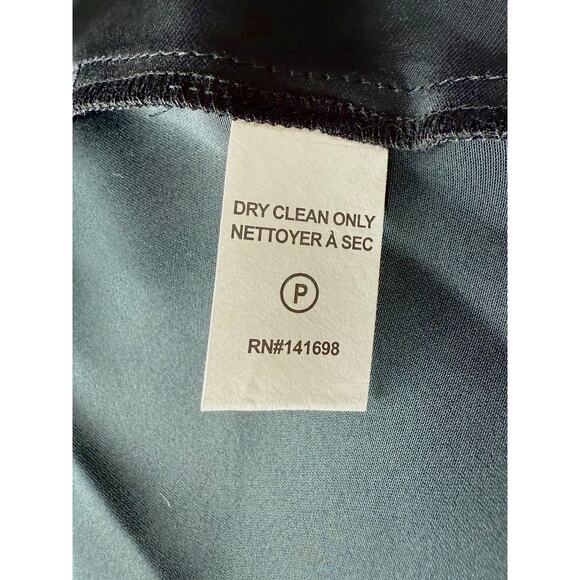 DRY CLEAN ONLY
NETTOYER À SEC
P
RN#141698